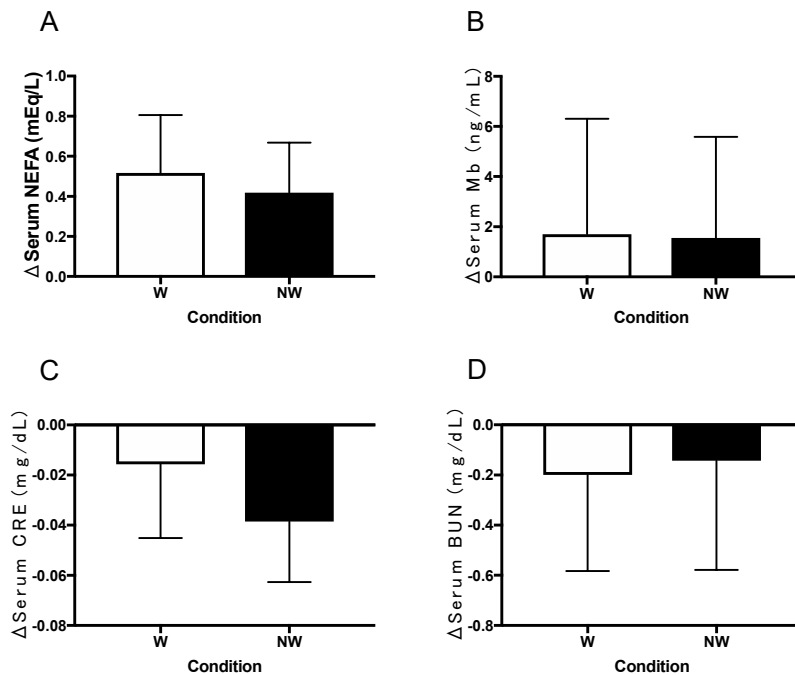 A
ΔSerum NEFA (mEq/L)
1.0
0.8
0.6
0.4
0.2
0.0
W
NW
Condition
B
ΔSerum Mb (ng/mL)
8
6
4
2
0
W
NW
Condition
C
ΔSerum CRE (mg/dL)
0.00
-0.02
-0.04
-0.06
-0.08
W
NW
Condition
D
ΔSerum BUN (mg/dL)
0.0
-0.2
-0.4
-0.6
-0.8
W
NW
Condition